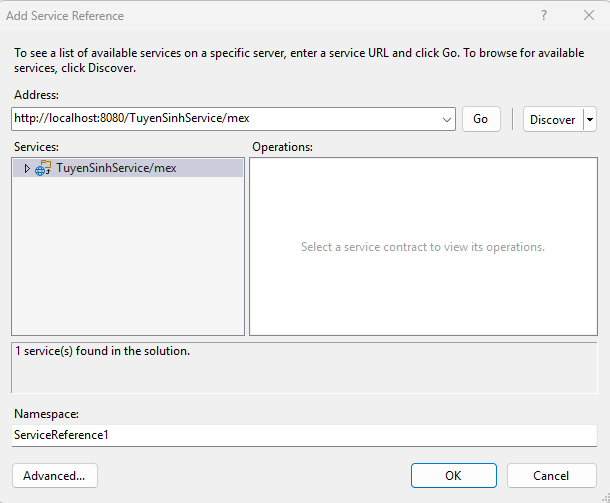 Add Service Reference
?
To see a list of available services on a specific server, enter a service URL and click Go. To browse for available
services, click Discover.
Address:
http://localhost:8080/TuyenSinhService/mex
Go
Discover
Services:
Operations:
TuyenSinhService/mex
Select a service contract to view its operations.
1 service(s) found in the solution.
Namespace:
ServiceReference1
Advanced...
OK
Cancel